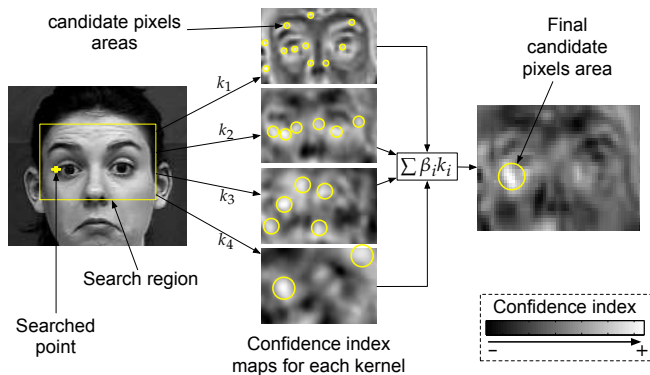 candidate pixels
areas
Final
candidate
pixels area
k1
k2
k3
k4
∑ βiki
Search region
Searched
point
Confidence index
maps for each kernel
Confidence index
− +